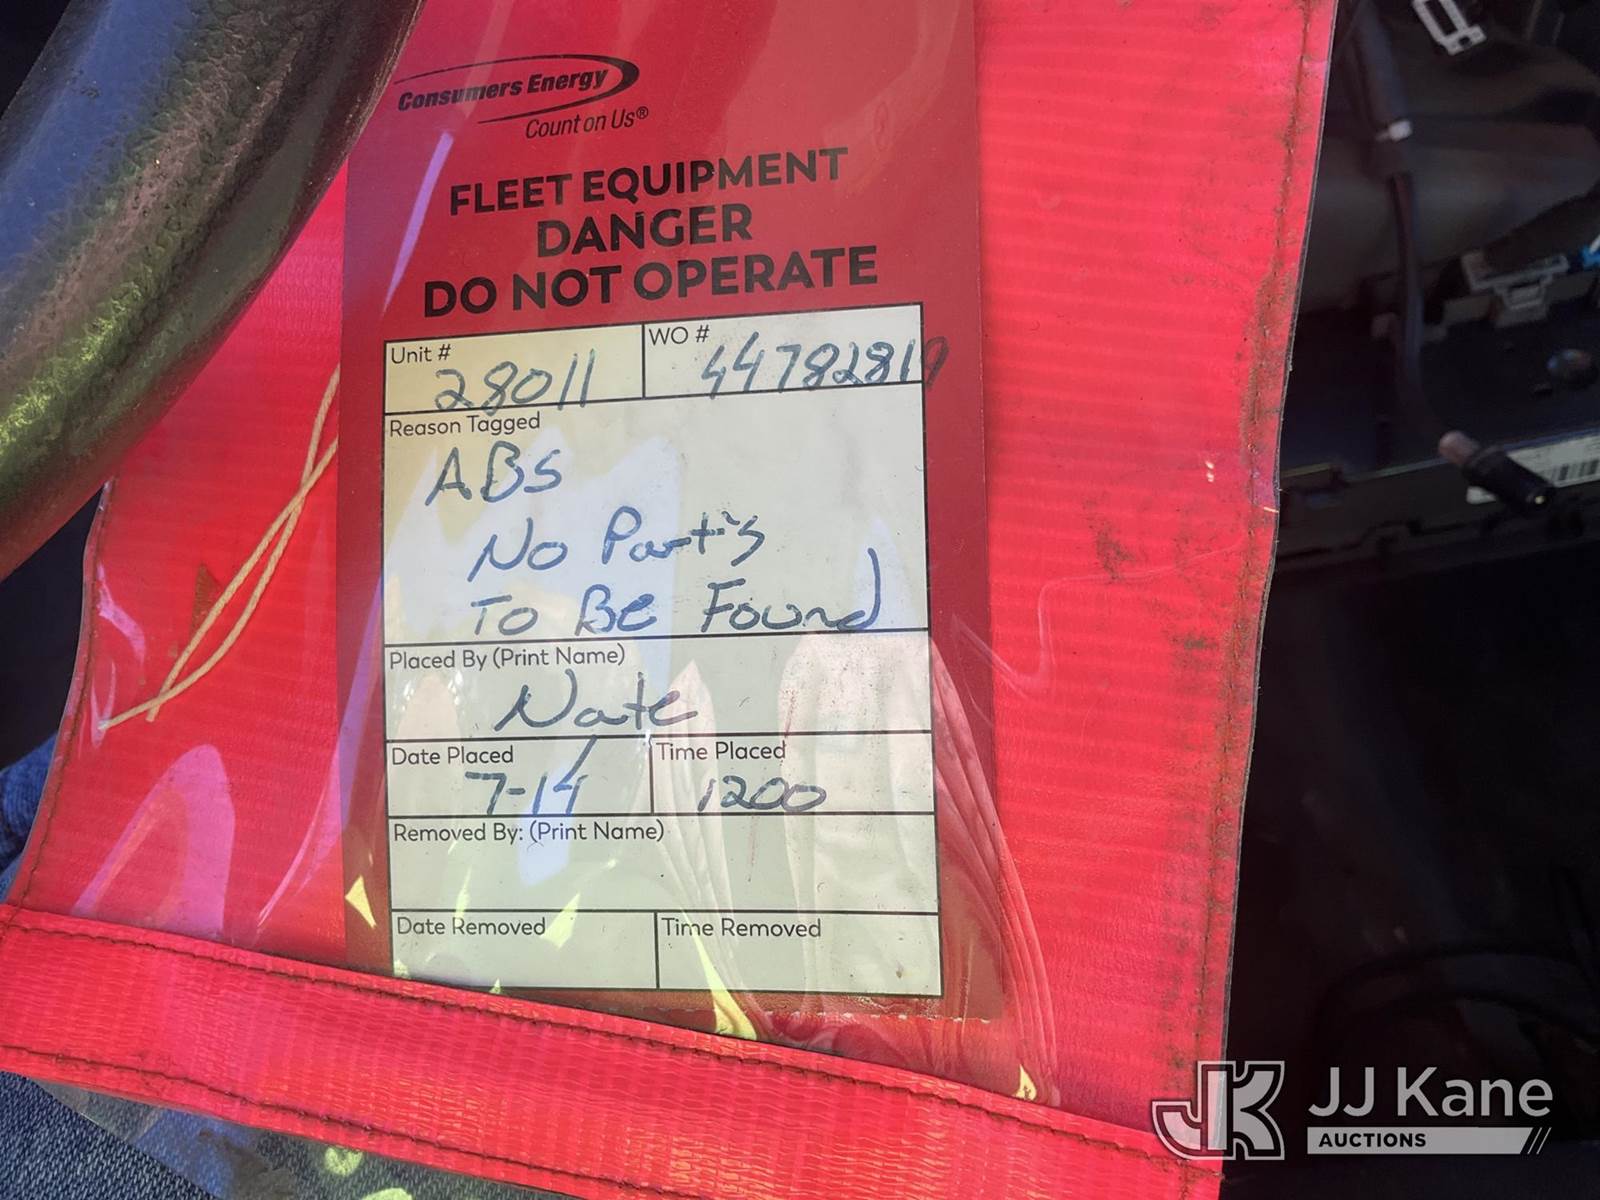 Consumers Energy
Count on Us®
FLEET EQUIPMENT
DANGER
DO NOT OPERATE
Unit #
28011
WO #
44782819
Reason Tagged
ABS
No Part's
To Be Found
Placed By (Print Name)
Nate
Date Placed
7-14
Time Placed
1200
Removed By: (Print Name)
Date Removed
Time Removed
JK
JJ Kane
AUCTIONS